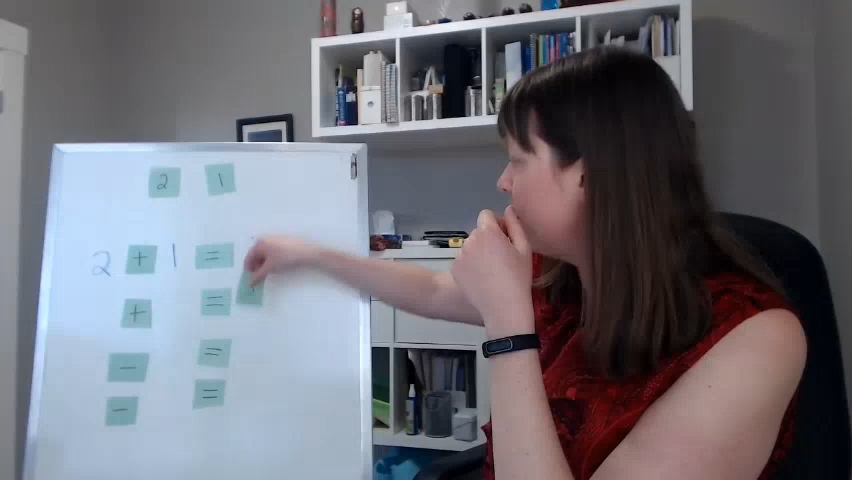 2 1
2 + 1 =
+ =
- =
- =